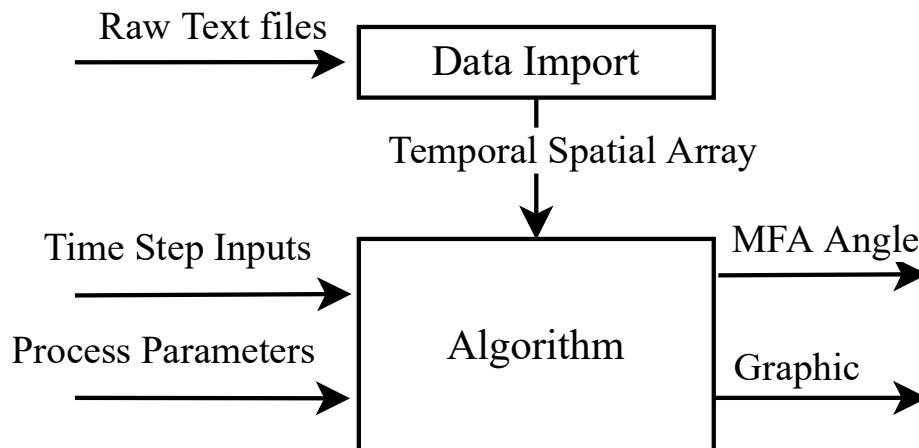 Raw Text files
Data Import
Temporal Spatial Array
Time Step Inputs
MFA Angle
Process Parameters
Algorithm
Graphic